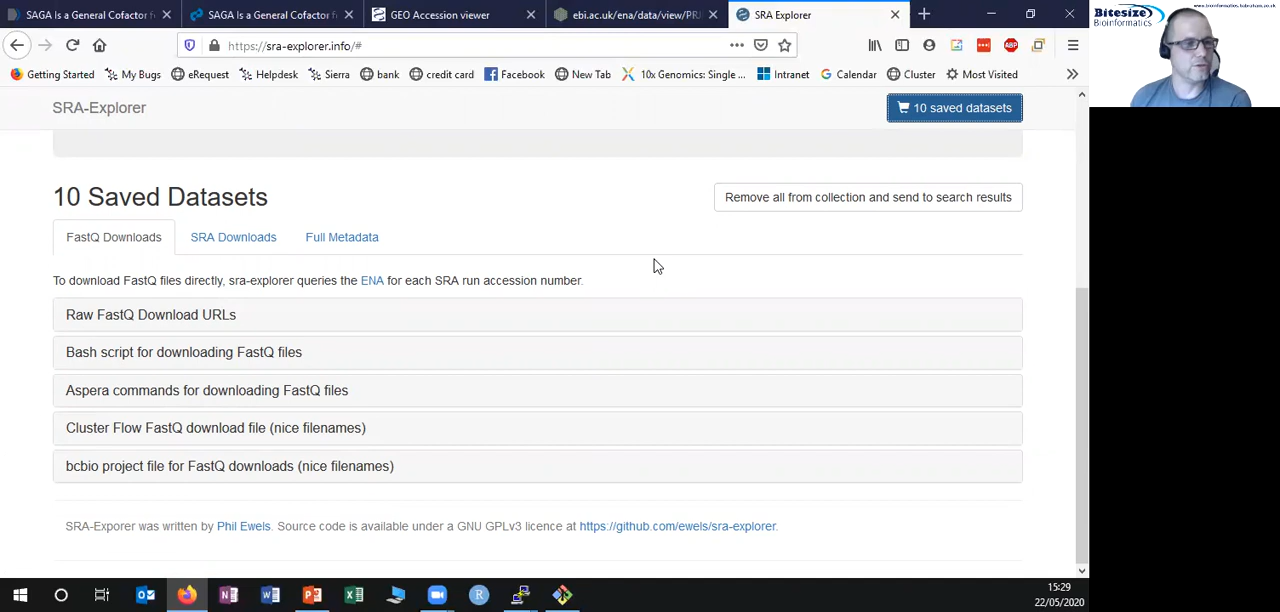 SAGA Is a General Cofactor f
SAGA Is a General Cofactor f
GEO Accession viewer
ebi.ac.uk/ena/data/view/PRJ
SRA Explorer
https://sra-explorer.info/#
Getting Started
My Bugs
eRequest
Helpdesk
Sierra
bank
credit card
Facebook
New Tab
10x Genomics: Single ...
Intranet
Calendar
Cluster
Most Visited
ABP
Bitesize
Bioinformatics
SRA-Explorer
10 saved datasets
10 Saved Datasets
Remove all from collection and send to search results
FastQ Downloads
SRA Downloads
Full Metadata
To download FastQ files directly, sra-explorer queries the ENA for each SRA run accession number.
Raw FastQ Download URLs
Bash script for downloading FastQ files
Aspera commands for downloading FastQ files
Cluster Flow FastQ download file (nice filenames)
bcbio project file for FastQ downloads (nice filenames)
SRA-Exporer was written by Phil Ewels. Source code is available under a GNU GPLv3 licence at https://github.com/ewels/sra-explorer.
15:29
22/05/2020